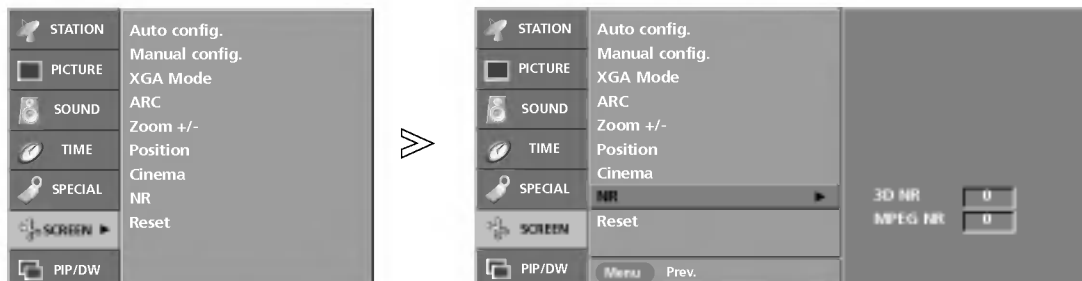 STATION
PICTURE
SOUND
TIME
SPECIAL
SCREEN
PIP/DW
Auto config.
Manual config.
XGA Mode
ARC
Zoom +/-
Position
Cinema
NR
Reset
STATION
PICTURE
SOUND
TIME
SPECIAL
SCREEN
PIP/DW
Auto config.
Manual config.
XGA Mode
ARC
Zoom +/-
Position
Cinema
NR
Reset
Menu Prev.
3D NR 0
MPEG NR 0